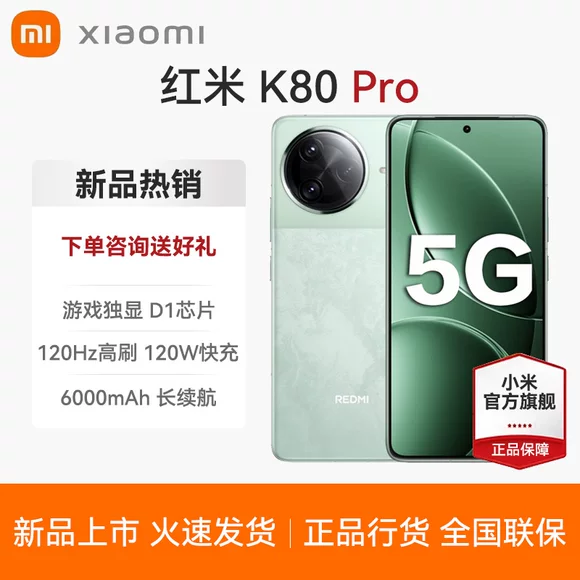 xiaomi
红米 K80 Pro
新品热销
下单咨询送好礼
游戏独显 D1芯片
120Hz高刷 120W快充
6000mAh 长续航
REDMI
5G
小米
官方旗舰
正品保障
新品上市 火速发货 | 正品行货 全国联保